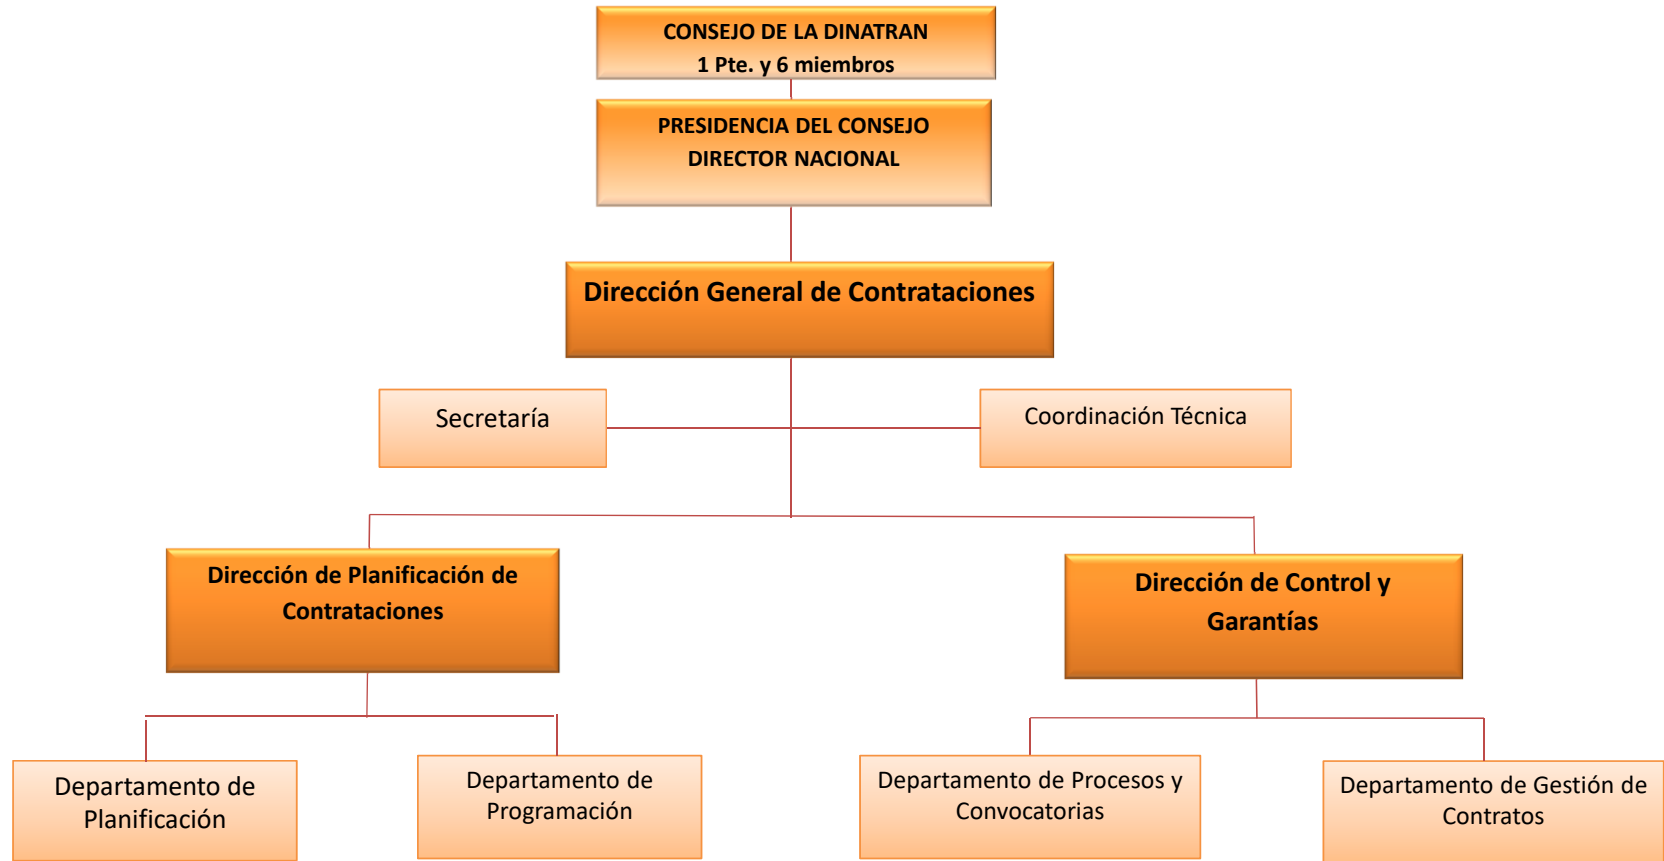 CONSEJO DE LA DINATRAN
1 Pte. y 6 miembros
PRESIDENCIA DEL CONSEJO
DIRECTOR NACIONAL
Dirección General de Contrataciones
Secretaría
Coordinación Técnica
Dirección de Planificación de
Contrataciones
Dirección de Control y
Garantías
Departamento de
Planificación
Departamento de
Programación
Departamento de Procesos y
Convocatorias
Departamento de Gestión de
Contratos